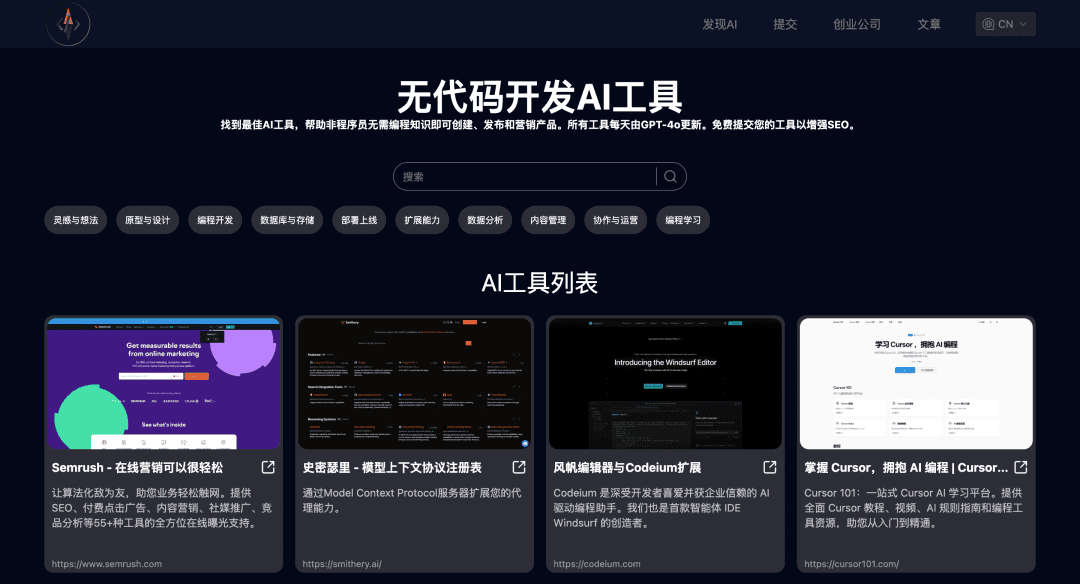 发现AI
提交
创业公司
文章
CN
无代码开发AI工具
找到最佳AI工具，帮助非程序员无需编程知识即可创建、发布和营销产品。所有工具每天由GPT-4o更新。免费提交您的工具以增强SEO。
搜索
灵感与想法
原型与设计
编程开发
数据库与存储
部署上线
扩展能力
数据分析
内容管理
协作与运营
编程学习
AI工具列表
Get measurable results
from online marketing
See what's inside
Semrush - 在线营销可以很轻松
让算法化敌为友，助您业务轻松触网。提供
SEO、付费点击广告、内容营销、社媒推广、竞
品分析等55+种工具的全方位在线曝光支持。
https://www.semrush.com
Smithery
史密瑟里 - 模型上下文协议注册表
通过Model Context Protocol服务器扩展您的代
理能力。
https://smithery.ai/
Introducing the Windsurf Editor
风帆编辑器与Codeium扩展
Codeium 是深受开发者喜爱并获企业信赖的 AI
驱动编程助手。我们也是首款智能体 IDE
Windsurf 的创造者。
https://codeium.com
学习 Cursor，拥抱 AI 编程
Cursor 101
掌握 Cursor，拥抱 AI 编程 | Cursor...
Cursor 101：一站式 Cursor AI 学习平台。提供
全面 Cursor 教程、视频、AI 规则指南和编程工
具资源，助您从入门到精通。
https://cursor101.com/